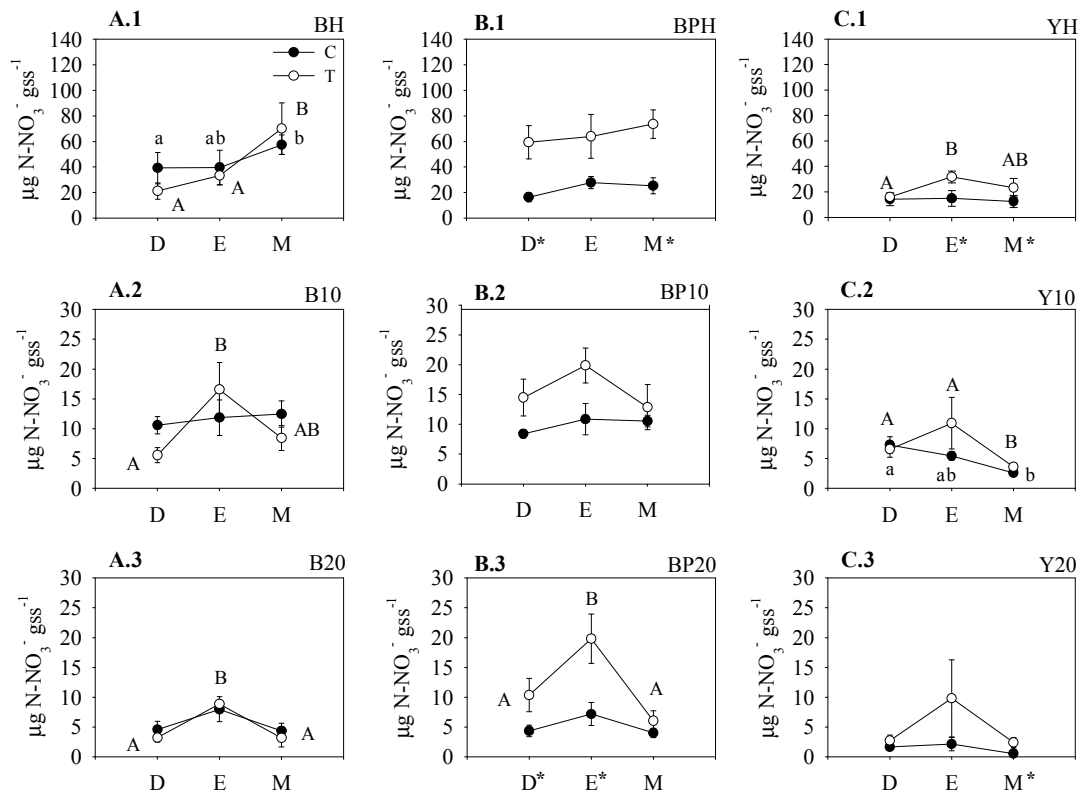 A.1 BH
140
120
100
80
60
40
20
0
µg N-NO3- gss-1
C
T
a ab B b
A A
D E M
B.1 BPH
140
120
100
80
60
40
20
0
µg N-NO3- gss-1
D* E M*
C.1 YH
140
120
100
80
60
40
20
0
µg N-NO3- gss-1
A B AB
D E* M*
A.2 B10
30
25
20
15
10
5
0
µg N-NO3- gss-1
A B AB
D E M
B.2 BP10
30
25
20
15
10
5
0
µg N-NO3- gss-1
D E M
C.2 Y10
30
25
20
15
10
5
0
µg N-NO3- gss-1
A A B
a ab b
D E M
A.3 B20
30
25
20
15
10
5
0
µg N-NO3- gss-1
A B A
D E M
B.3 BP20
30
25
20
15
10
5
0
µg N-NO3- gss-1
A B A
D* E* M
C.3 Y20
30
25
20
15
10
5
0
µg N-NO3- gss-1
D E M*